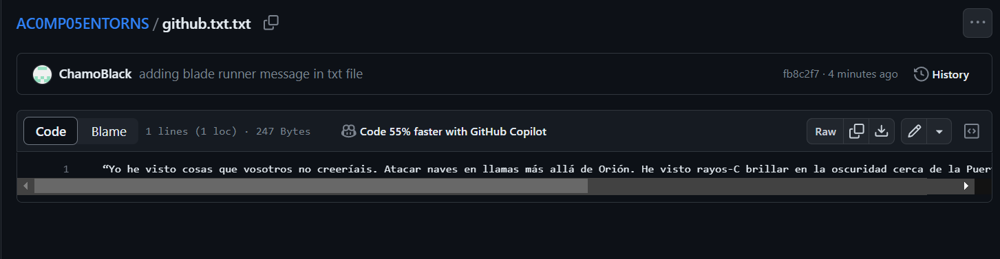 AC0MP05ENTORNS / github.txt.txt
ChamoBlack adding blade runner message in txt file fb8c2f7 · 4 minutes ago History
Code Blame 1 lines (1 loc) · 247 Bytes Code 55% faster with GitHub Copilot Raw
1 “Yo he visto cosas que vosotros no creeríais. Atacar naves en llamas más allá de Orión. He visto rayos-C brillar en la oscuridad cerca de la